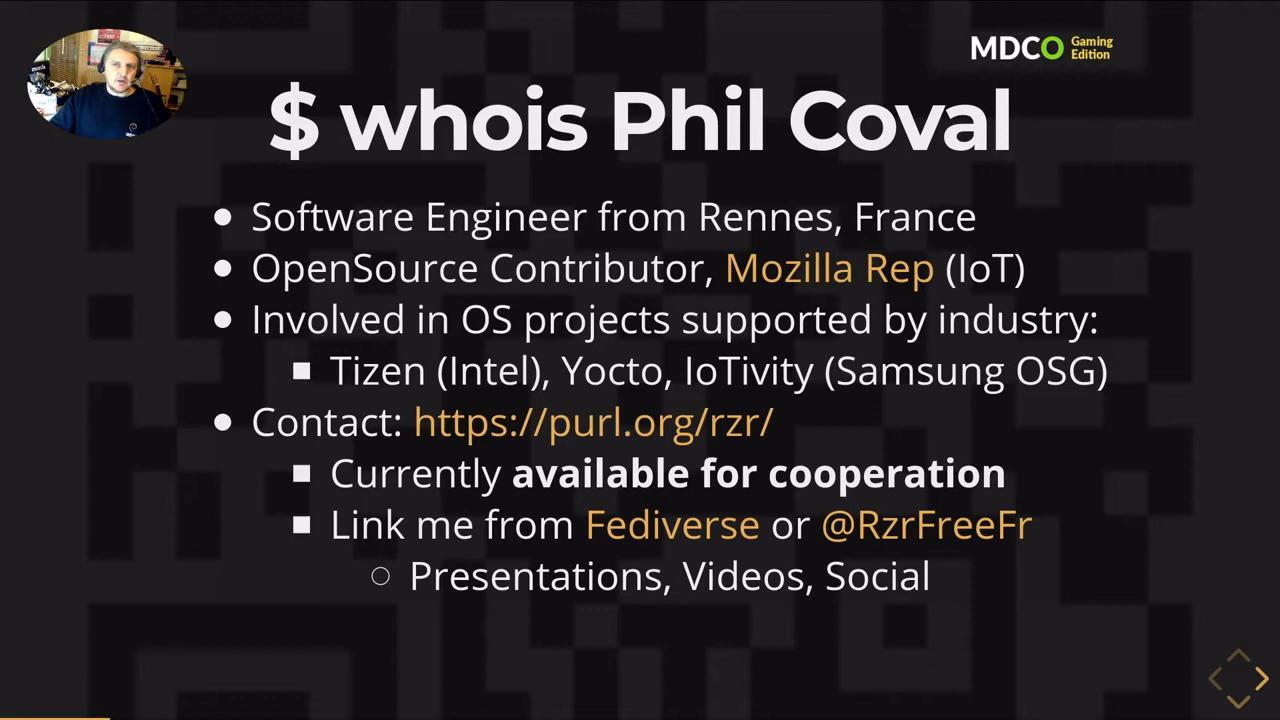 MDCO Gaming Edition
$ whois Phil Coval
Software Engineer from Rennes, France
OpenSource Contributor, Mozilla Rep (IoT)
Involved in OS projects supported by industry:
Tizen (Intel), Yocto, IoTivity (Samsung OSG)
Contact: https://purl.org/rzr/
Currently available for cooperation
Link me from Fediverse or @RzrFreeFr
Presentations, Videos, Social